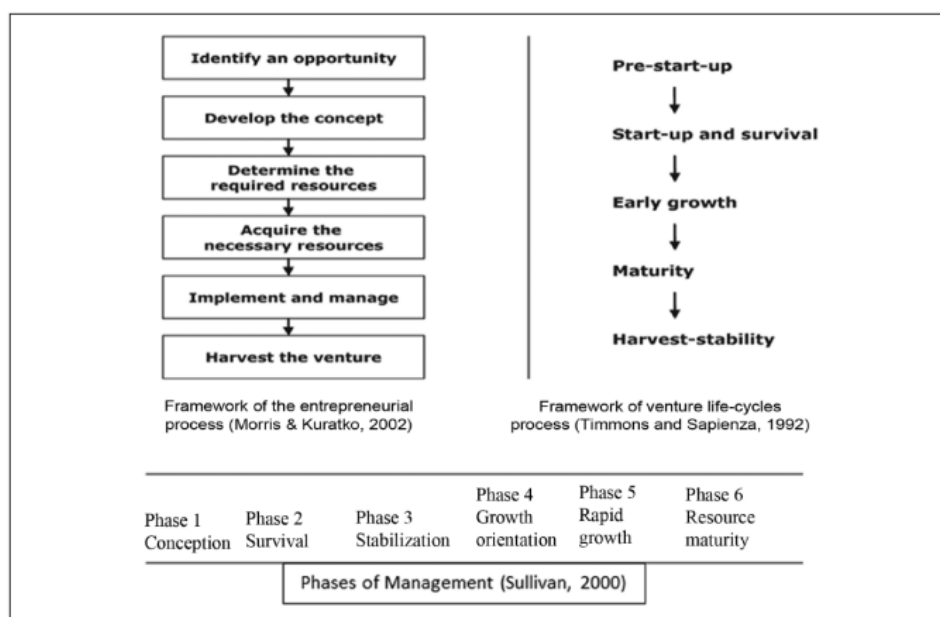 Identify an opportunity
Develop the concept
Determine the
required resources
Acquire the
necessary resources
Implement and manage
Harvest the venture
Framework of the entrepreneurial
process (Morris & Kuratko, 2002)
Pre-start-up
Start-up and survival
Early growth
Maturity
Harvest-stability
Framework of venture life-cycles
process (Timmons and Sapienza, 1992)
Phase 1
Conception
Phase 2
Survival
Phase 3
Stabilization
Phase 4
Growth
orientation
Phase 5
Rapid
growth
Phase 6
Resource
maturity
Phases of Management (Sullivan, 2000)